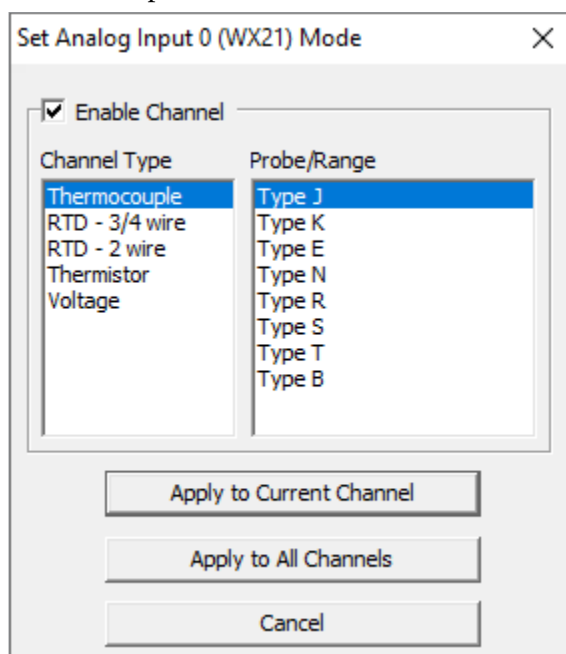 Set Analog Input 0 (WX21) Mode
Enable Channel
Channel Type
Probe/Range
Thermocouple
RTD - 3/4 wire
RTD - 2 wire
Thermistor
Voltage
Type J
Type K
Type E
Type N
Type R
Type S
Type T
Type B
Apply to Current Channel
Apply to All Channels
Cancel